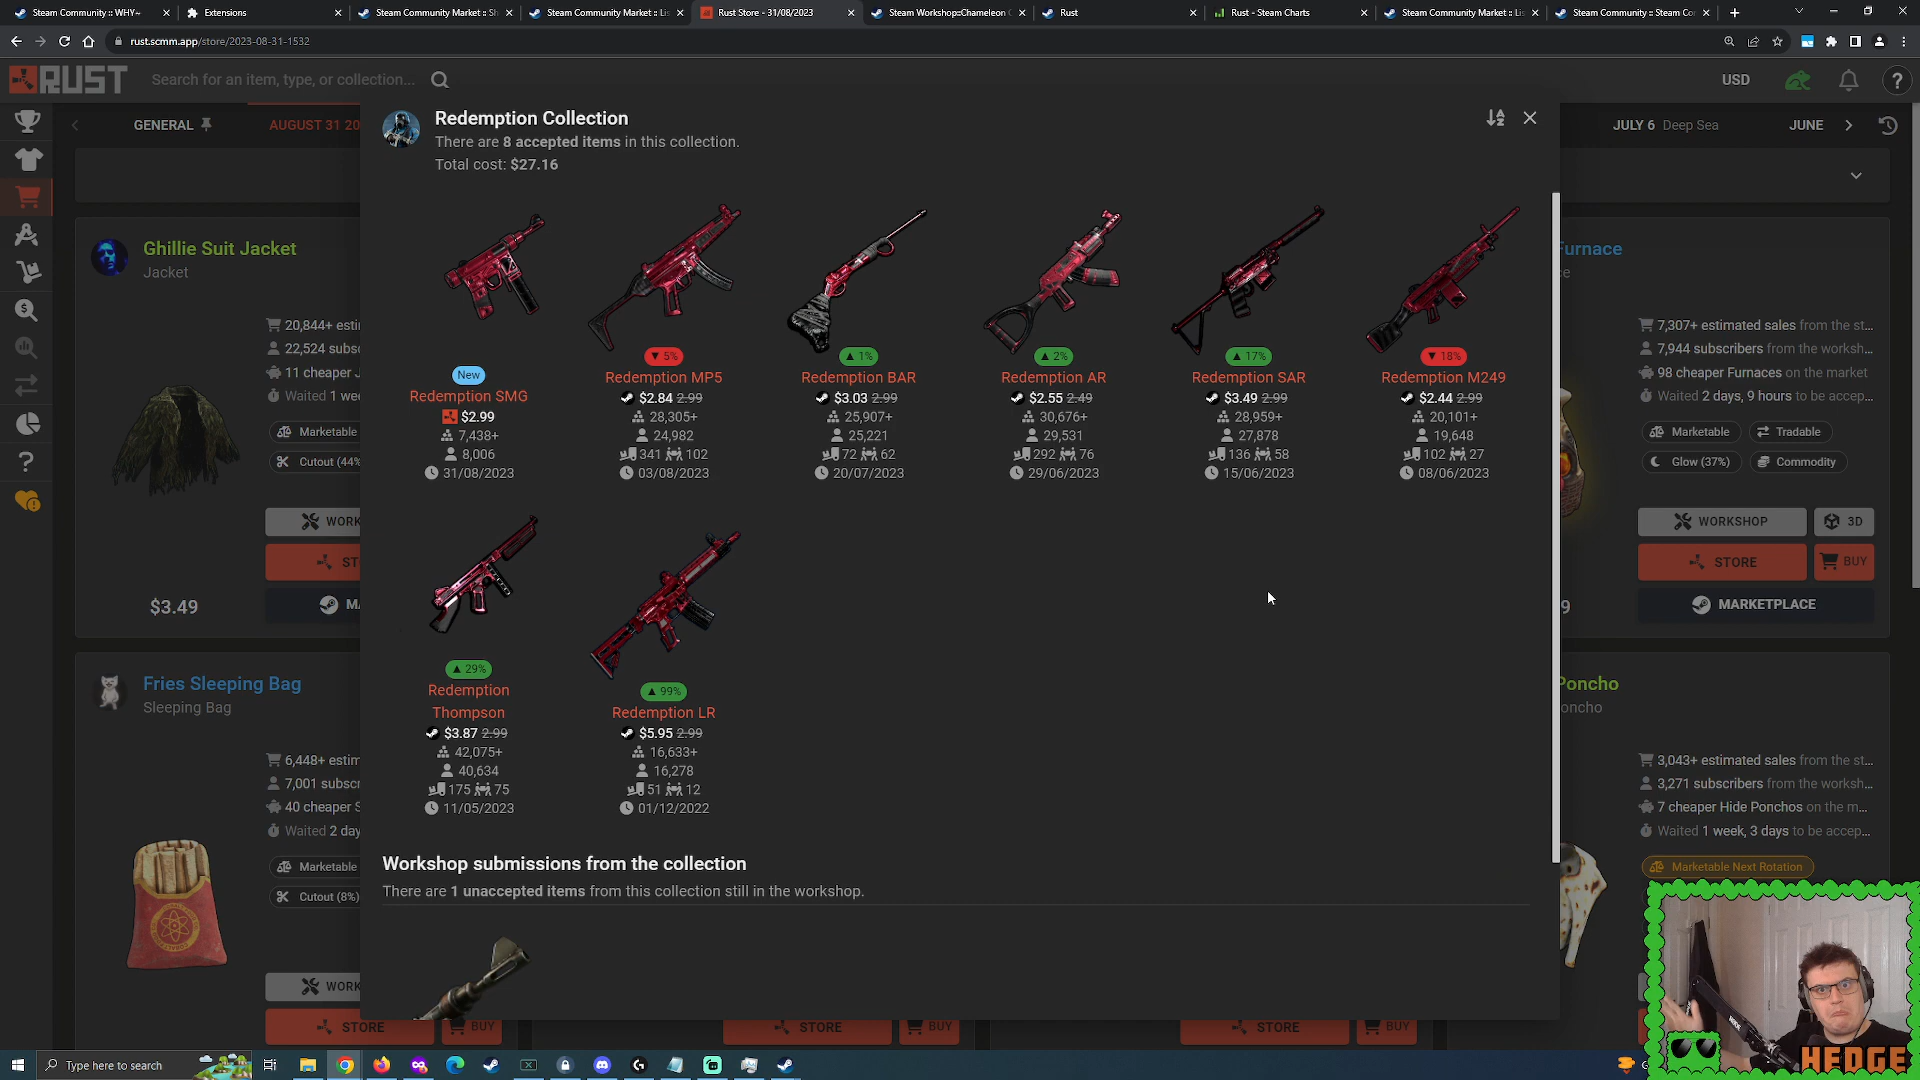 Steam Community :: WHY~
Extensions
Steam Community Market :: Sh
Steam Community Market :: Lis
Rust Store - 31/08/2023
Steam Workshop::Chameleon C
Rust
Rust - Steam Charts
Steam Community Market :: Lis
Steam Community :: Steam Co
rust.scmm.app/store/2023-08-31-1532
RUST
Search for an item, type, or collection...
USD
GENERAL
AUGUST 31 20
JULY 6 Deep Sea
JUNE
Redemption Collection
There are 8 accepted items in this collection.
Total cost: $27.16
Ghillie Suit Jacket
Jacket
20,844+ esti
22,524 subs
11 cheaper J
Waited 1 we
Marketable
Cutout (44%
WORK
ST
$3.49
MA
Furnace
ce
7,307+ estimated sales from the st...
7,944 subscribers from the worksh...
98 cheaper Furnaces on the market
Waited 2 days, 9 hours to be accep...
Marketable
Tradable
Glow (37%)
Commodity
WORKSHOP
3D
STORE
BUY
9
MARKETPLACE
New
Redemption SMG
$2.99
7,438+
8,006
31/08/2023
▼ 5%
Redemption MP5
$2.84 2.99
28,305+
24,982
341 102
03/08/2023
▲ 1%
Redemption BAR
$3.03 2.99
25,907+
25,221
72 62
20/07/2023
▲ 2%
Redemption AR
$2.55 2.49
30,676+
29,531
292 76
29/06/2023
▲ 17%
Redemption SAR
$3.49 2.99
28,959+
27,878
136 58
15/06/2023
▼ 18%
Redemption M249
$2.44 2.99
20,101+
19,648
102 27
08/06/2023
▲ 29%
Redemption
Thompson
$3.87 2.99
42,075+
40,634
175 75
11/05/2023
▲ 99%
Redemption LR
$5.95 2.99
16,633+
16,278
51 12
01/12/2022
Workshop submissions from the collection
There are 1 unaccepted items from this collection still in the workshop.
Fries Sleeping Bag
Sleeping Bag
6,448+ estim
7,001 subsc
40 cheaper S
Waited 2 day
Marketable
Cutout (8%)
WORK
STORE
BUY
STORE
BUY
STORE
BUY
Poncho
oncho
3,043+ estimated sales from the st...
3,271 subscribers from the worksh...
7 cheaper Hide Ponchos on the m...
Waited 1 week, 3 days to be accep...
Marketable Next Rotation
Type here to search
HEDGE